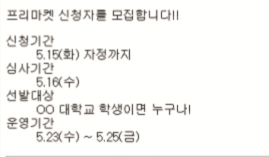 프리마켓 신청자를 모집합니다!!
신청기간
5.15(화) 자정까지
심사기간
5.16(수)
선발대상
OO 대학교 학생이면 누구나!
운영기간
5.23(수) ~ 5.25(금)